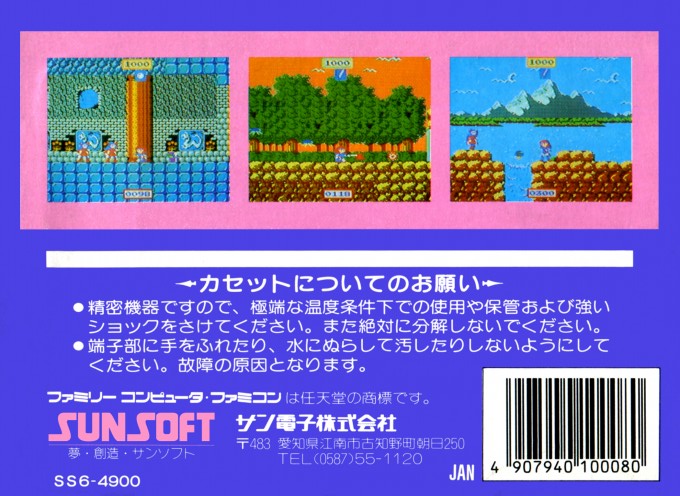 1000
1000
1000
0098
0118
0300
カセットについてのお願い
●精密機器ですので、極端な温度条件下での使用や保管および強い
ショックをさけてください。また絶対に分解しないでください。
●端子部に手をふれたり、水にぬらして汚したりしないようにして
ください。故障の原因となります。
ファミリー コンピュータ・ファミコンは任天堂の商標です。
SUNSOFT
夢・創造・サンソフト
サン電子株式会社
〒483 愛知県江南市古知野町朝日250
TEL(0587)55-1120
SS6-4900
JAN
4 907940 100080